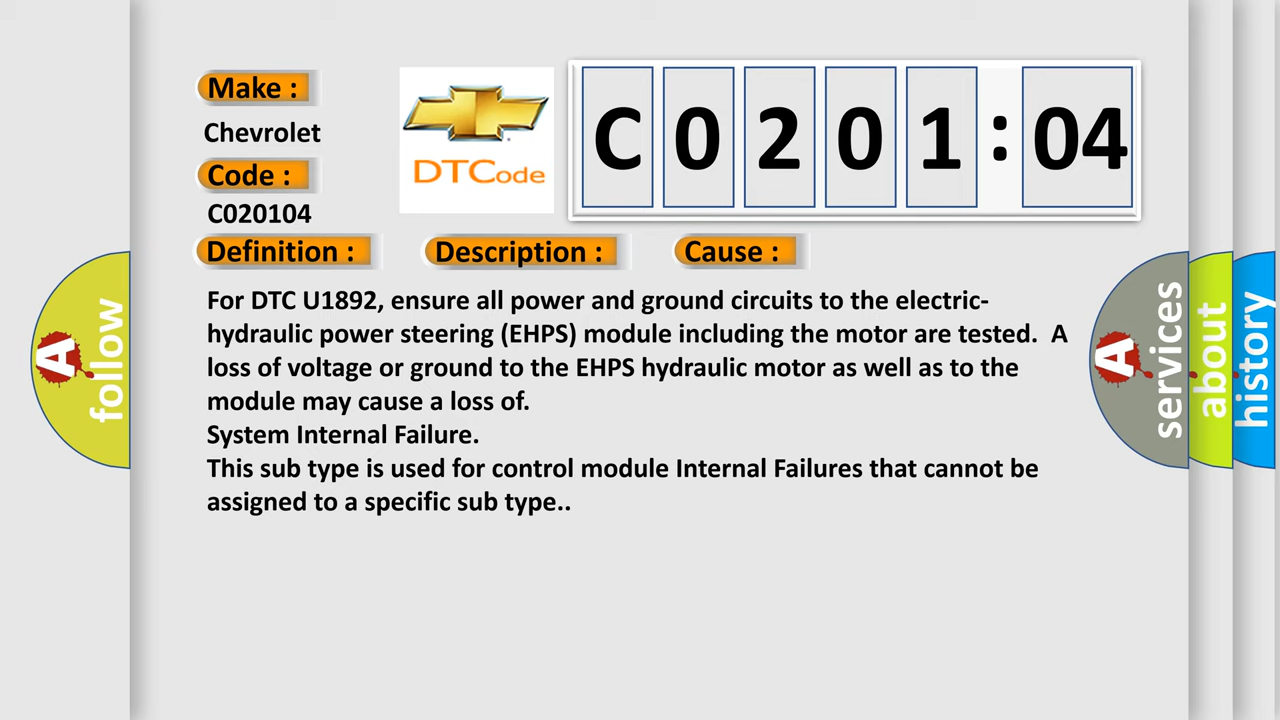 Make :
Chevrolet
Code :
C020104
DTCode
C0201:04
Definition :
Description :
Cause :
For DTC U1892, ensure all power and ground circuits to the electric-
hydraulic power steering (EHPS) module including the motor are tested  A
loss of voltage or ground to the EHPS hydraulic motor as well as to the
module may cause a loss of.
System Internal Failure.
This sub type is used for control module Internal Failures that cannot be
assigned to a specific sub type..
A
follow
A
services
about
history